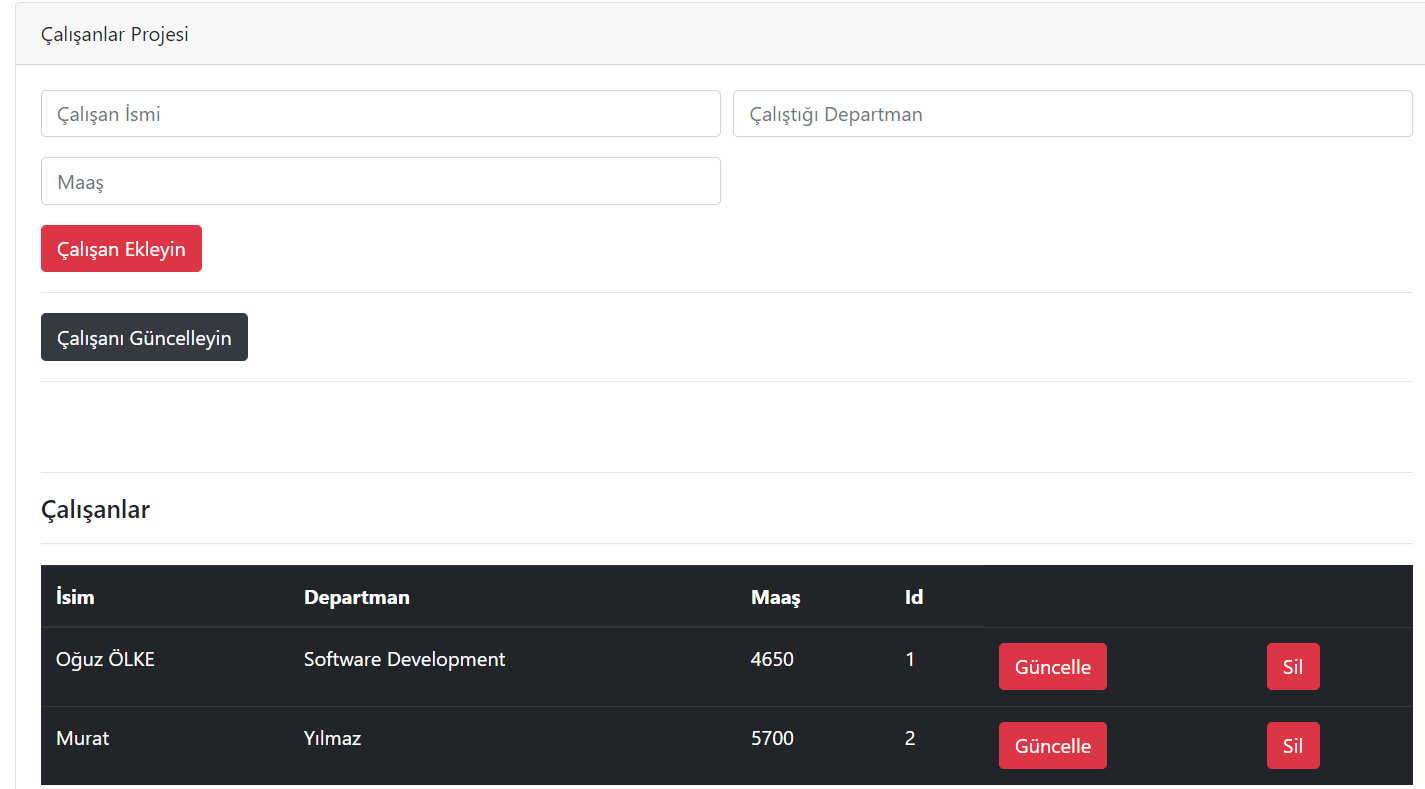 Çalışanlar Projesi
Çalışan İsmi Çalıştığı Departman
Maaş
Çalışan Ekleyin
Çalışanı Güncelleyin
Çalışanlar
İsim Departman Maaş Id
Oğuz ÖLKE Software Development 4650 1 Güncelle Sil
Murat Yılmaz 5700 2 Güncelle Sil